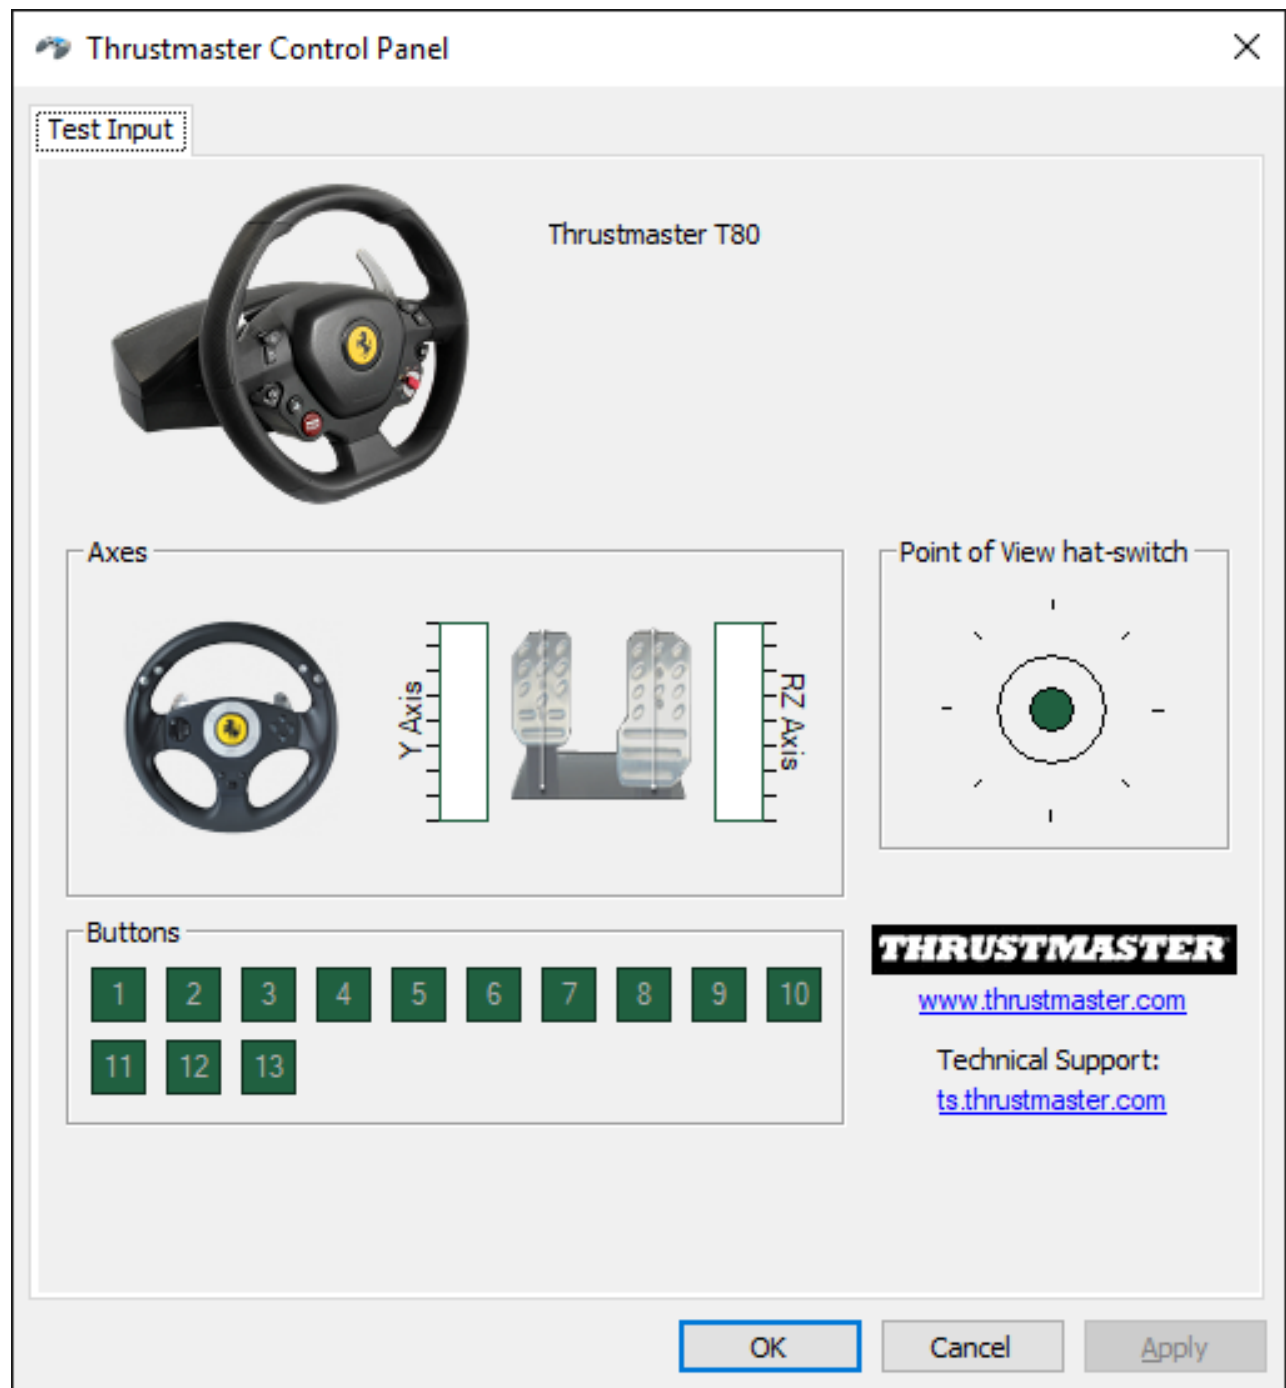 Thrustmaster Control Panel
Test Input
Thrustmaster T80
Axes
Y Axis
RZ Axis
Point of View hat-switch
Buttons
1 2 3 4 5 6 7 8 9 10
11 12 13
THRUSTMASTER
www.thrustmaster.com
Technical Support:
ts.thrustmaster.com
OK Cancel Apply